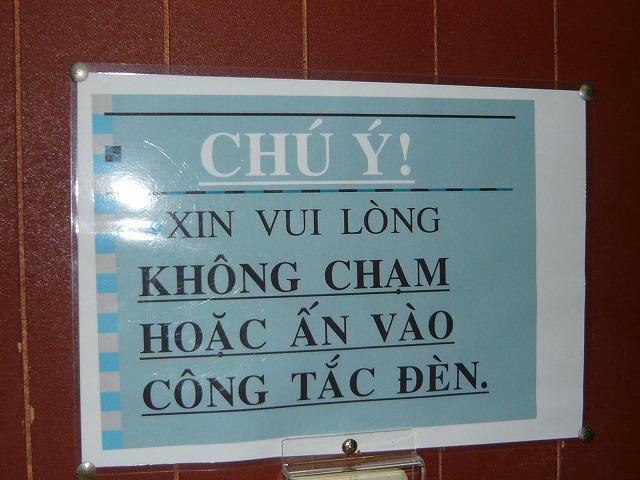 CHÚ Ý!
XIN VUI LÒNG
KHÔNG CHẠM
HOẶC ẤN VÀO
CÔNG TẮC ĐÈN.